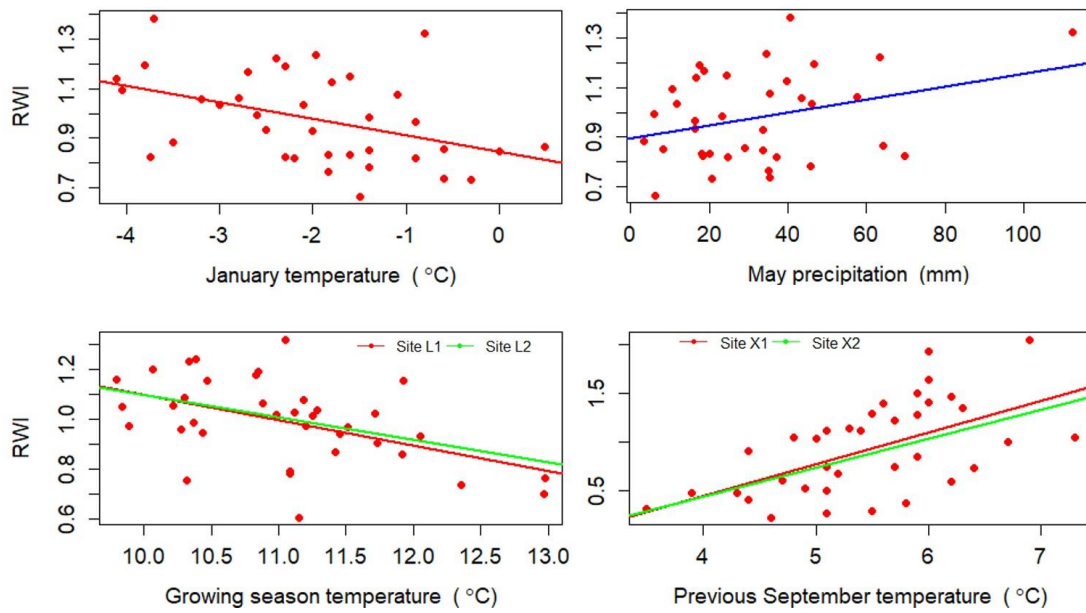 RWI
1.3
1.1
0.9
0.7
-4 -3 -2 -1 0
January temperature ( °C)
1.3
1.1
0.9
0.7
0 20 40 60 80 100
May precipitation (mm)
RWI
Site L1 Site L2
1.2
1.0
0.8
0.6
10.0 10.5 11.0 11.5 12.0 12.5 13.0
Growing season temperature ( °C)
Site X1 Site X2
1.5
0.5
4 5 6 7
Previous September temperature ( °C)